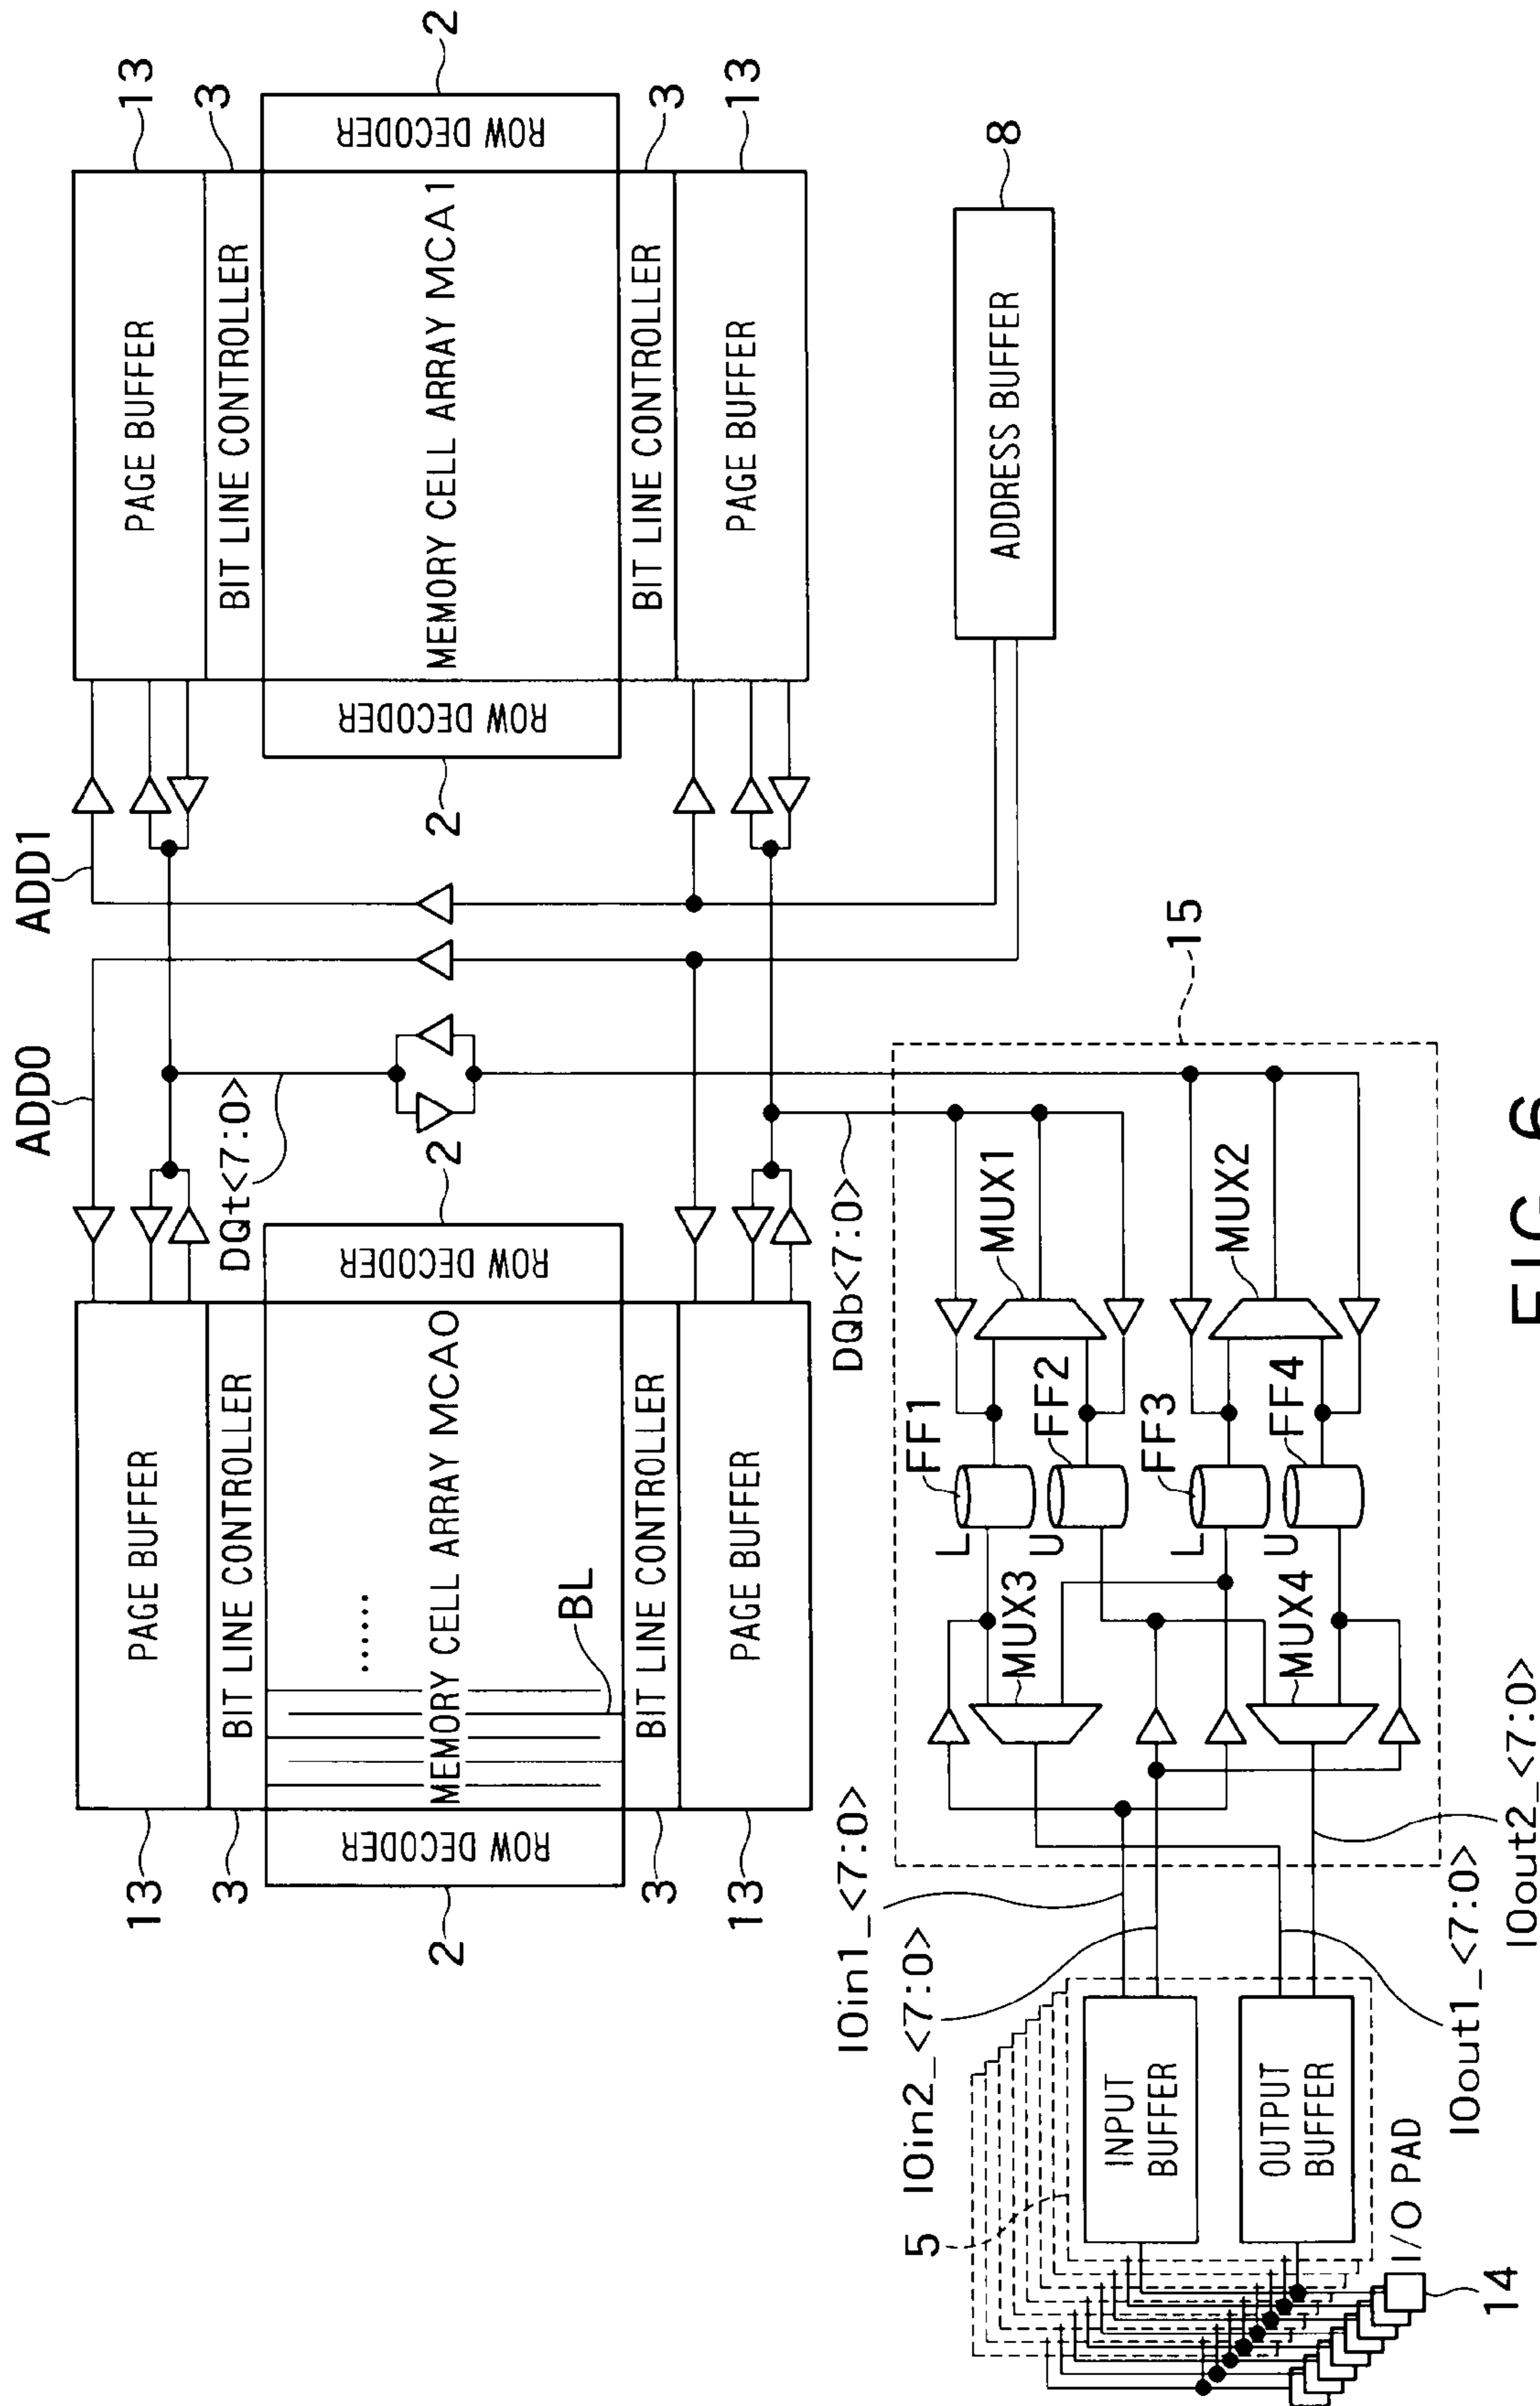 ADD0
ADD1
13
PAGE BUFFER
3
BIT LINE CONTROLLER
2
ROW DECODER
MEMORY CELL ARRAY MCA0
......
BL
ROW DECODER
2
3
BIT LINE CONTROLLER
13
PAGE BUFFER
13
PAGE BUFFER
3
BIT LINE CONTROLLER
2
ROW DECODER
MEMORY CELL ARRAY MCA1
ROW DECODER
2
3
BIT LINE CONTROLLER
13
PAGE BUFFER
DQt<7:0>
DQb<7:0>
8
ADDRESS BUFFER
15
MUX1
MUX2
FF1
FF2
FF3
FF4
L
U
L
U
MUX3
MUX4
IOin1_<7:0>
IOin2_<7:0>
5
INPUT
BUFFER
OUTPUT
BUFFER
I/O PAD
14
IOout1_<7:0>
IOout2_<7:0>
FIG. 6